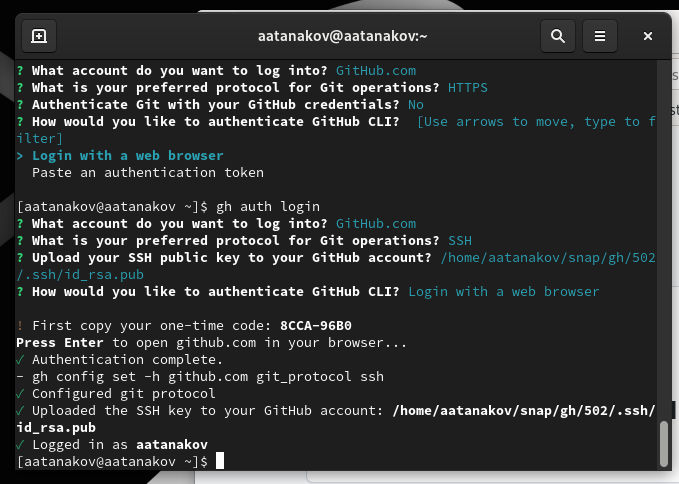 aatanakov@aatanakov:~
? What account do you want to log into? GitHub.com
? What is your preferred protocol for Git operations? HTTPS
? Authenticate Git with your GitHub credentials? No
? How would you like to authenticate GitHub CLI?  [Use arrows to move, type to f
ilter]
> Login with a web browser
  Paste an authentication token
[aatanakov@aatanakov ~]$ gh auth login
? What account do you want to log into? GitHub.com
? What is your preferred protocol for Git operations? SSH
? Upload your SSH public key to your GitHub account? /home/aatanakov/snap/gh/502
/.ssh/id_rsa.pub
? How would you like to authenticate GitHub CLI? Login with a web browser
! First copy your one-time code: 8CCA-96B0
Press Enter to open github.com in your browser...
✓ Authentication complete.
- gh config set -h github.com git_protocol ssh
✓ Configured git protocol
✓ Uploaded the SSH key to your GitHub account: /home/aatanakov/snap/gh/502/.ssh/
id_rsa.pub
✓ Logged in as aatanakov
[aatanakov@aatanakov ~]$